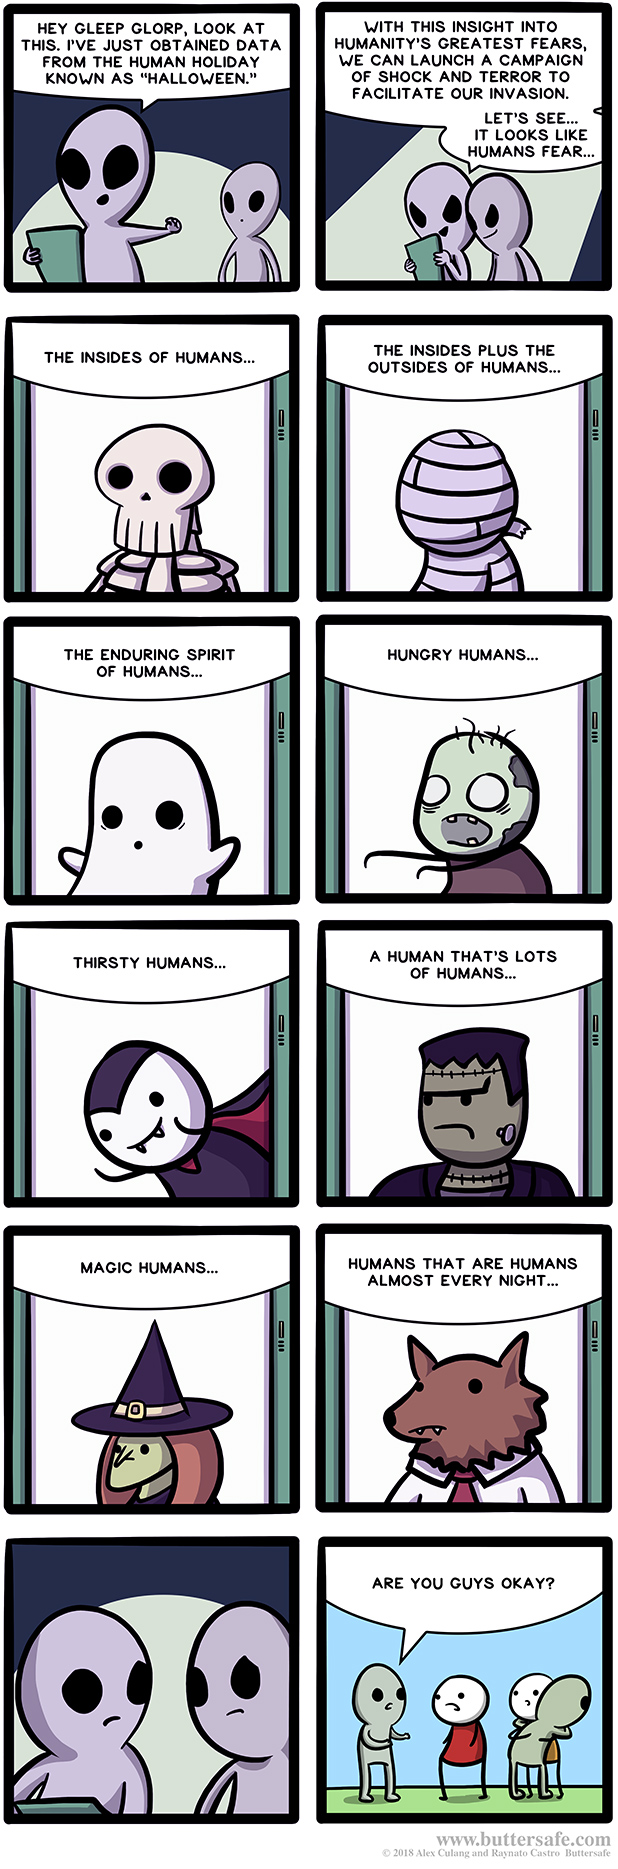 HEY GLEEP GLORP, LOOK AT
THIS. I'VE JUST OBTAINED DATA
FROM THE HUMAN HOLIDAY
KNOWN AS "HALLOWEEN."
WITH THIS INSIGHT INTO
HUMANITY'S GREATEST FEARS,
WE CAN LAUNCH A CAMPAIGN
OF SHOCK AND TERROR TO
FACILITATE OUR INVASION.
LET'S SEE...
IT LOOKS LIKE
HUMANS FEAR...
THE INSIDES OF HUMANS...
THE INSIDES PLUS THE
OUTSIDES OF HUMANS...
THE ENDURING SPIRIT
OF HUMANS...
HUNGRY HUMANS...
THIRSTY HUMANS...
A HUMAN THAT'S LOTS
OF HUMANS...
MAGIC HUMANS...
HUMANS THAT ARE HUMANS
ALMOST EVERY NIGHT...
ARE YOU GUYS OKAY?
www.buttersafe.com
© 2018 Alex Culang and Raynato Castro Buttersafe